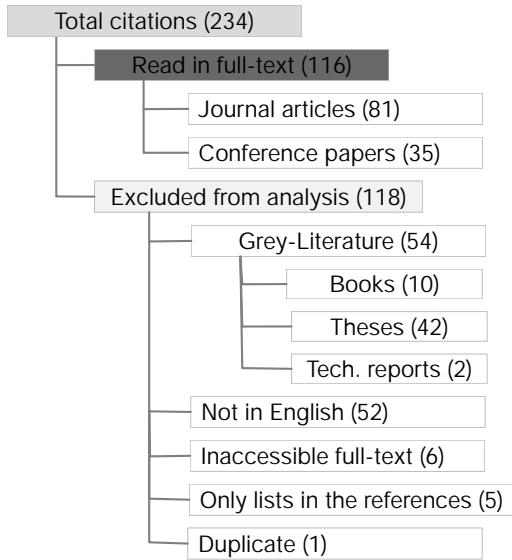 Total citations (234)
Read in full-text (116)
Journal articles (81)
Conference papers (35)
Excluded from analysis (118)
Grey-Literature (54)
Books (10)
Theses (42)
Tech. reports (2)
Not in English (52)
Inaccessible full-text (6)
Only lists in the references (5)
Duplicate (1)